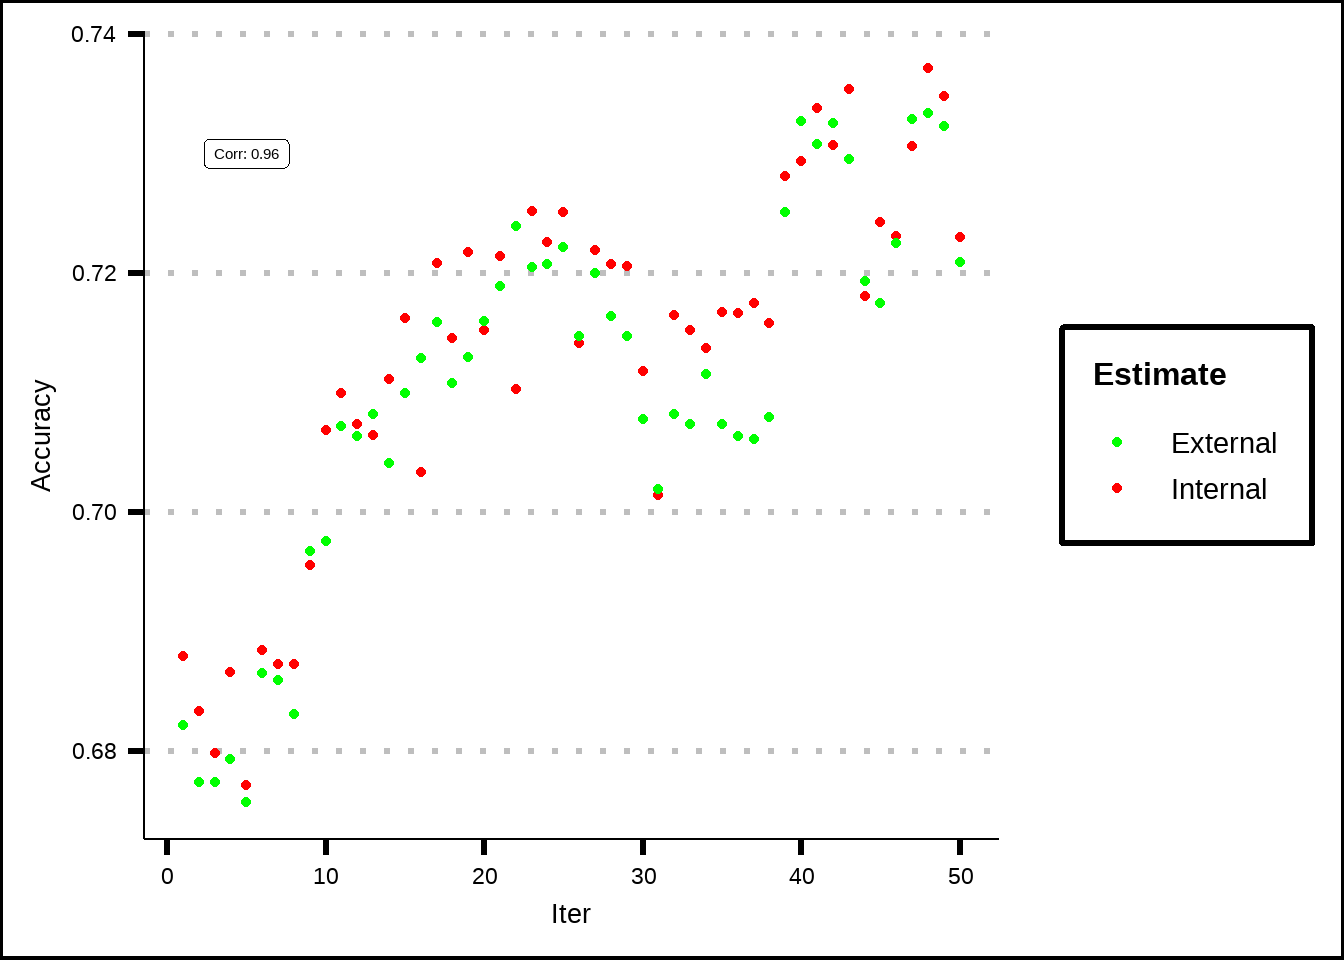 0.74
0.72
0.70
0.68
Accuracy
Corr: 0.96
0 10 20 30 40 50
Iter
Estimate
External
Internal